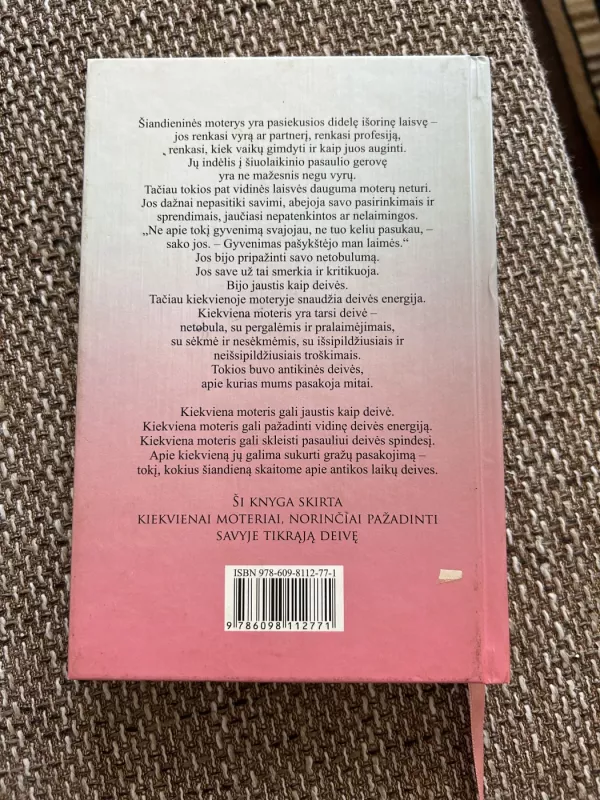 Šiandieninės moterys yra pasiekusios didelę išorinę laisvę –
jos renkasi vyrą ar partnerį, renkasi profesiją,
renkasi, kiek vaikų gimdyti ir kaip juos auginti.
Jų indėlis į šiuolaikinio pasaulio gerovę
yra ne mažesnis negu vyrų.
Tačiau tokios pat vidinės laisvės dauguma moterų neturi.
Jos dažnai nepasitiki savimi, abejoja savo pasirinkimais ir
sprendimais, jaučiasi nepatenkintos ar nelaimingos.
„Ne apie tokį gyvenimą svajojau, ne tuo keliu pasukau, –
sako jos. – Gyvenimas pašykštėjo man laimės.“
Jos bijo pripažinti savo netobulumą.
Jos save už tai smerkia ir kritikuoja.
Bijo jaustis kaip deivės.
Tačiau kiekvienoje moteryje snaudžia deivės energija.
Kiekviena moteris yra tarsi deivė –
netobula, su pergalėmis ir pralaimėjimais,
su sėkmė ir nesėkmėmis, su išsipildžiusiais ir
neišsipildžiusiais troškimais.
Tokios buvo antikinės deivės,
apie kurias mums pasakoja mitai.
Kiekviena moteris gali jaustis kaip deivė.
Kiekviena moteris gali pažadinti vidinę deivės energiją.
Kiekviena moteris gali skleisti pasauliui deivės spindesį.
Apie kiekvieną jų galima sukurti gražų pasakojimą –
tokį, kokius šiandieną skaitome apie antikos laikų deives.
ŠI KNYGA SKIRTA
KIEKVIENAI MOTERIAI, NORINČIAI PAŽADINTI
SAVYJE TIKRĄJĄ DEIVĘ
ISBN 978-609-8112-77-1
9 786098 112771